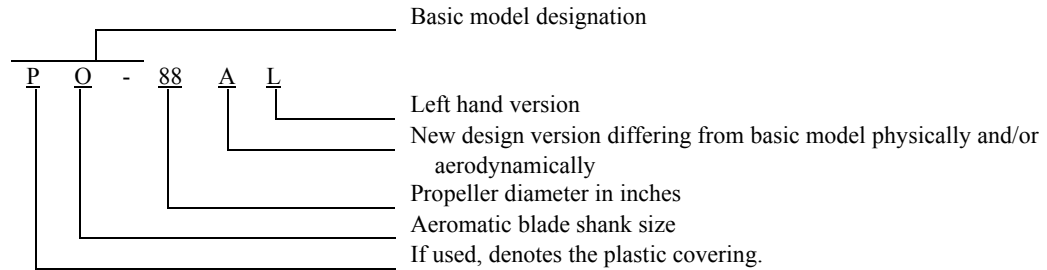 Basic model designation
P O - 88 A L
Left hand version
New design version differing from basic model physically and/or
aerodynamically
Propeller diameter in inches
Aeromatic blade shank size
If used, denotes the plastic covering.